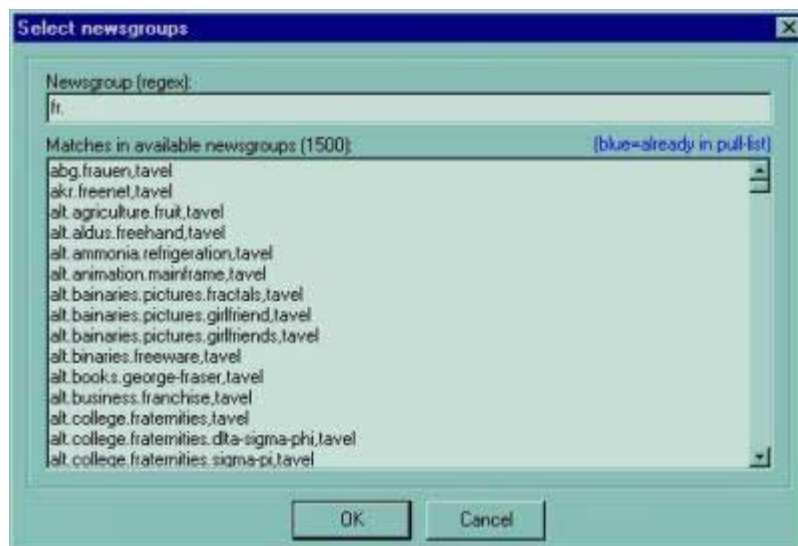 Select newsgroups
Newsgroup (regex):
fr.
Matches in available newsgroups (1500): (blue=already in pull-list)
abg.frauen,tavel
akr.freenet,tavel
alt.agriculture.fruit,tavel
alt.aldus.freehand,tavel
alt.ammonia.refrigeration,tavel
alt.animation.mainframe,tavel
alt.bainaries.pictures.fractals,tavel
alt.bainaries.pictures.girlfriend,tavel
alt.bainaries.pictures.girlfriends,tavel
alt.binaries.freeware,tavel
alt.books.george-fraser,tavel
alt.business.franchise,tavel
alt.college.fraternities,tavel
alt.college.fraternities.dlta-sigma-phi,tavel
alt.college.fraternities.sigma-pi,tavel
OK Cancel